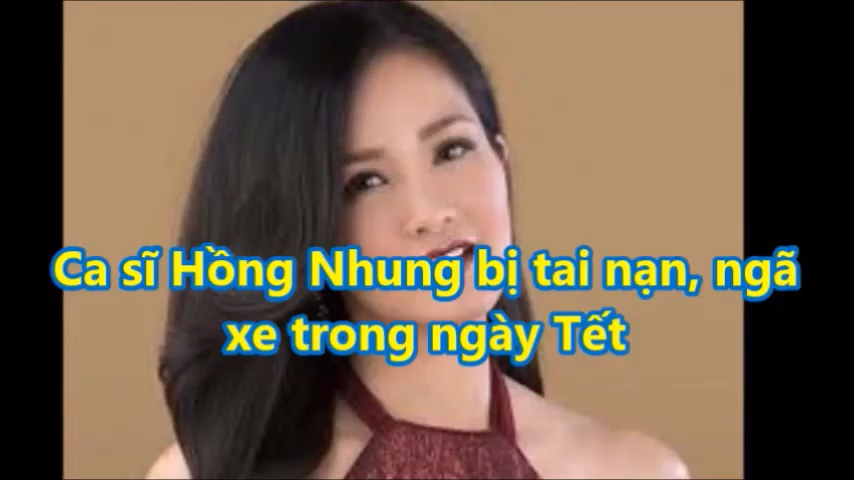 Ca sĩ Hồng Nhung bị tai nạn, ngã
xe trong ngày Tết